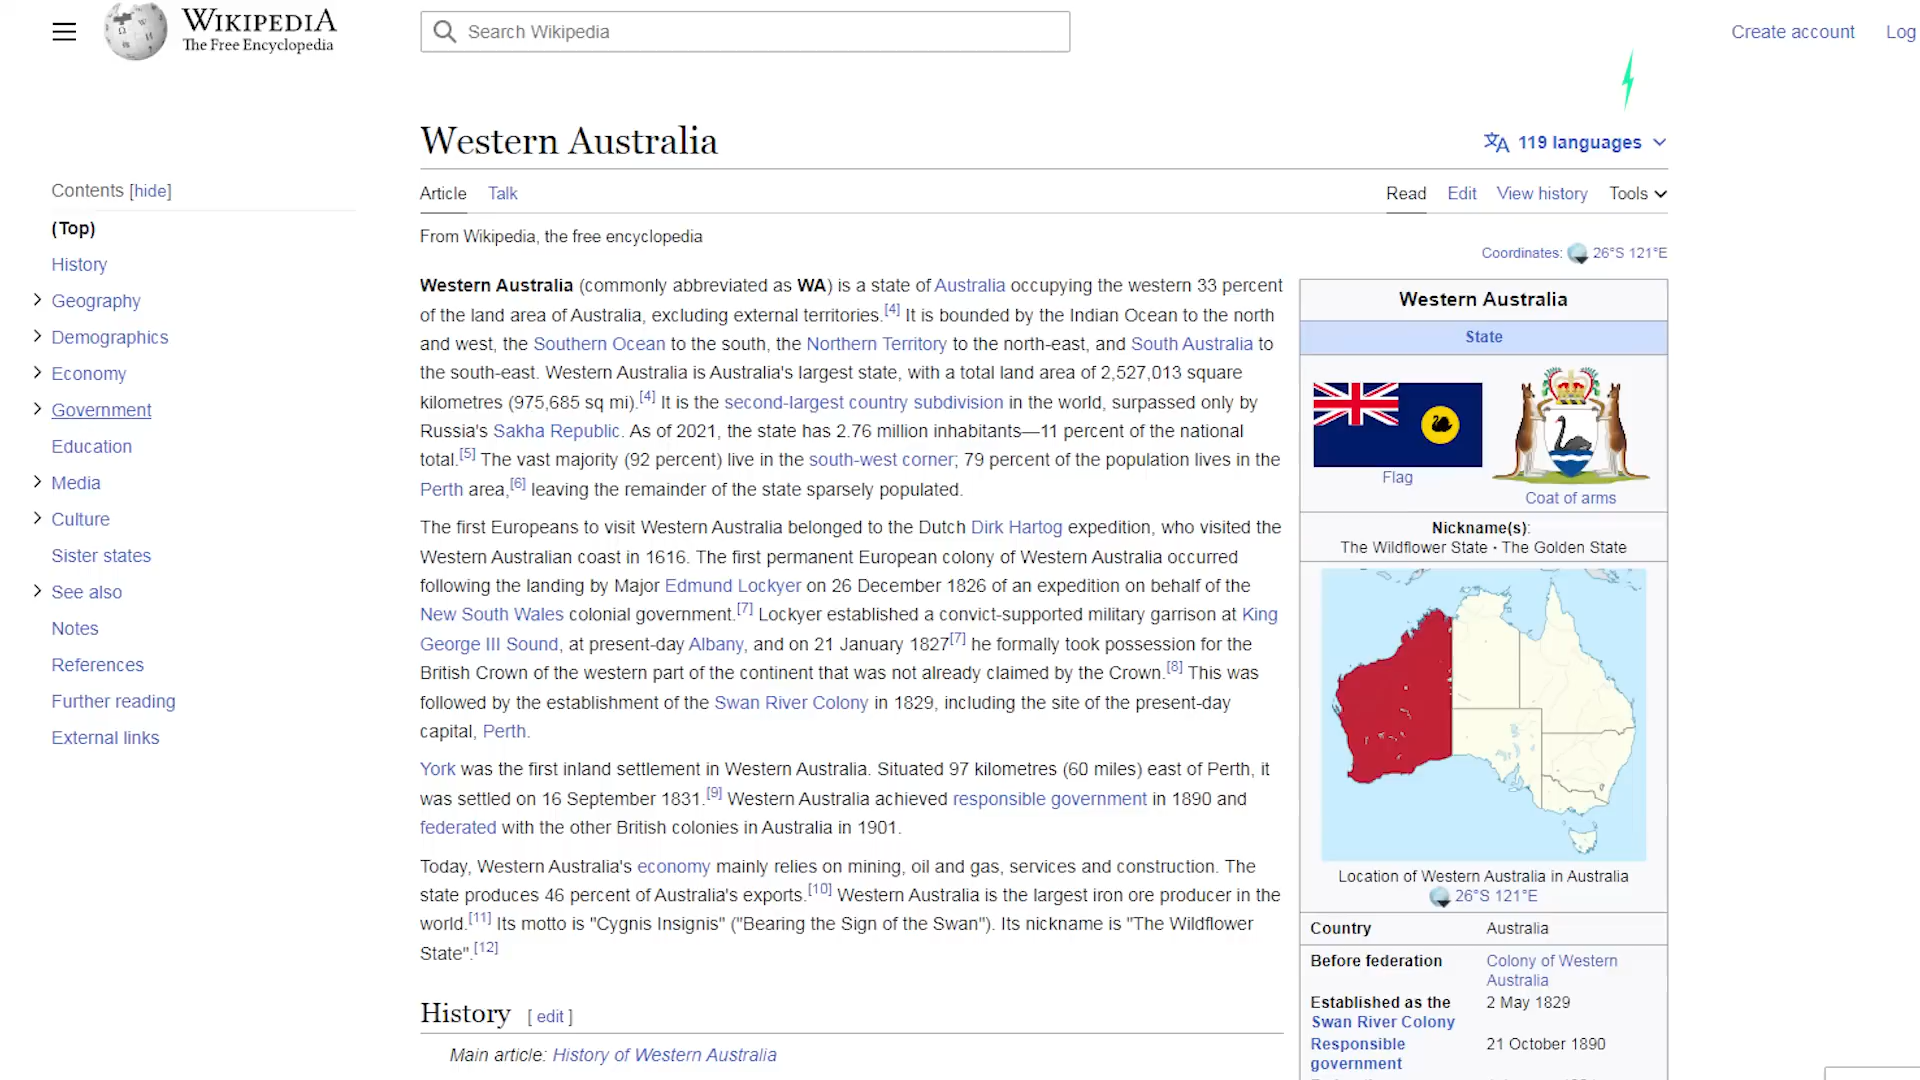 WIKIPEDIA
The Free Encyclopedia
Search Wikipedia
Create account
Log
Western Australia
119 languages
Contents [hide]
(Top)
History
Geography
Demographics
Economy
Government
Education
Media
Culture
Sister states
See also
Notes
References
Further reading
External links
Article Talk
Read Edit View history Tools
From Wikipedia, the free encyclopedia
Coordinates: 26°S 121°E
Western Australia (commonly abbreviated as WA) is a state of Australia occupying the western 33 percent
of the land area of Australia, excluding external territories.[4] It is bounded by the Indian Ocean to the north
and west, the Southern Ocean to the south, the Northern Territory to the north-east, and South Australia to
the south-east. Western Australia is Australia's largest state, with a total land area of 2,527,013 square
kilometres (975,685 sq mi).[4] It is the second-largest country subdivision in the world, surpassed only by
Russia's Sakha Republic. As of 2021, the state has 2.76 million inhabitants—11 percent of the national
total.[5] The vast majority (92 percent) live in the south-west corner; 79 percent of the population lives in the
Perth area,[6] leaving the remainder of the state sparsely populated.
The first Europeans to visit Western Australia belonged to the Dutch Dirk Hartog expedition, who visited the
Western Australian coast in 1616. The first permanent European colony of Western Australia occurred
following the landing by Major Edmund Lockyer on 26 December 1826 of an expedition on behalf of the
New South Wales colonial government.[7] Lockyer established a convict-supported military garrison at King
George III Sound, at present-day Albany, and on 21 January 1827[7] he formally took possession for the
British Crown of the western part of the continent that was not already claimed by the Crown.[8] This was
followed by the establishment of the Swan River Colony in 1829, including the site of the present-day
capital, Perth.
York was the first inland settlement in Western Australia. Situated 97 kilometres (60 miles) east of Perth, it
was settled on 16 September 1831.[9] Western Australia achieved responsible government in 1890 and
federated with the other British colonies in Australia in 1901.
Today, Western Australia's economy mainly relies on mining, oil and gas, services and construction. The
state produces 46 percent of Australia's exports.[10] Western Australia is the largest iron ore producer in the
world.[11] Its motto is "Cygnis Insignis" ("Bearing the Sign of the Swan"). Its nickname is "The Wildflower
State".[12]
History [ edit ]
Main article: History of Western Australia
Western Australia
State
Flag
Coat of arms
Nickname(s):
The Wildflower State • The Golden State
Location of Western Australia in Australia
26°S 121°E
Country Australia
Before federation Colony of Western
Australia
Established as the 2 May 1829
Swan River Colony
Responsible 21 October 1890
government